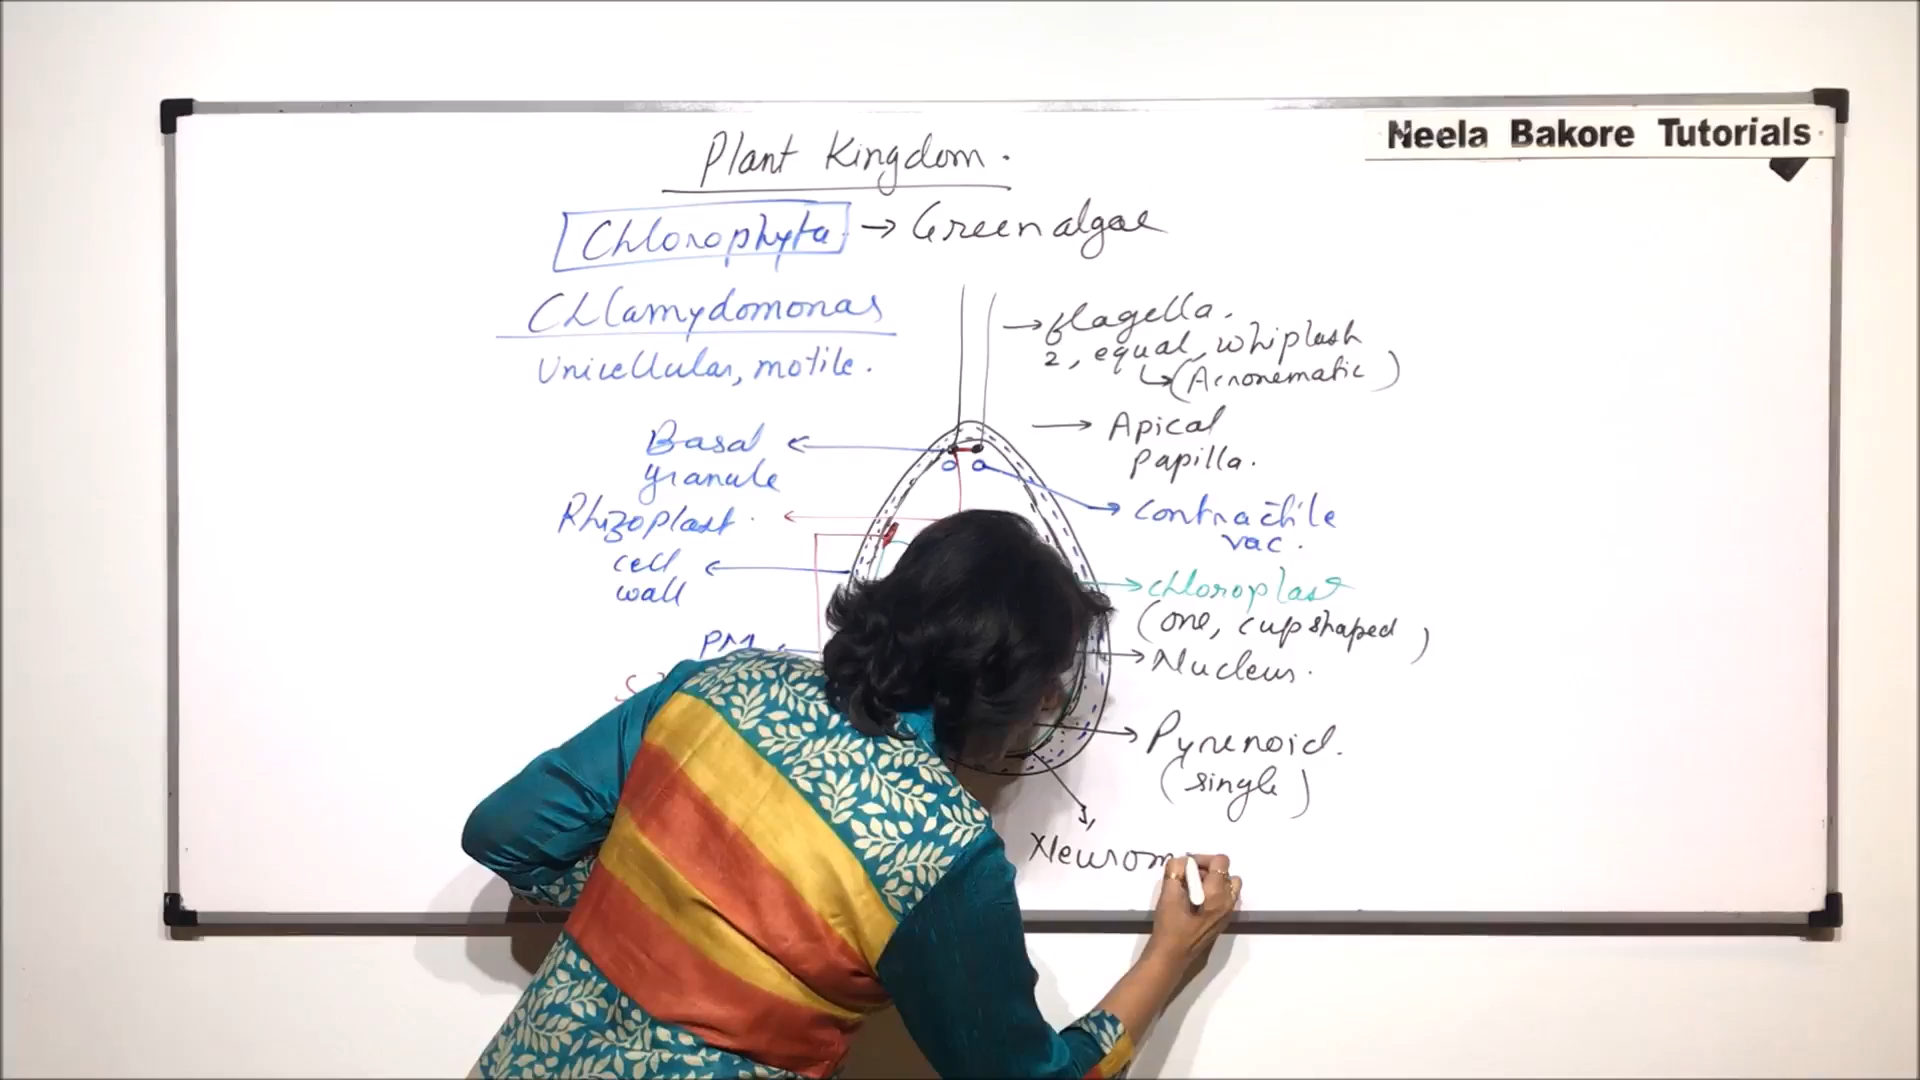 Neela Bakore Tutorials
Plant Kingdom.
Chlorophyta → Green algae
Chlamydomonas
Unicellular, motile.
→ flagella.
2, equal, whiplash
↳ (Acronematic)
→ Apical
papilla.
Basal
granule
Rhizoplast.
cell
wall
PM
contractile
vac.
chloroplast
(one, cup shaped)
Nucleus.
Pyrenoid.
(single)
Neurom